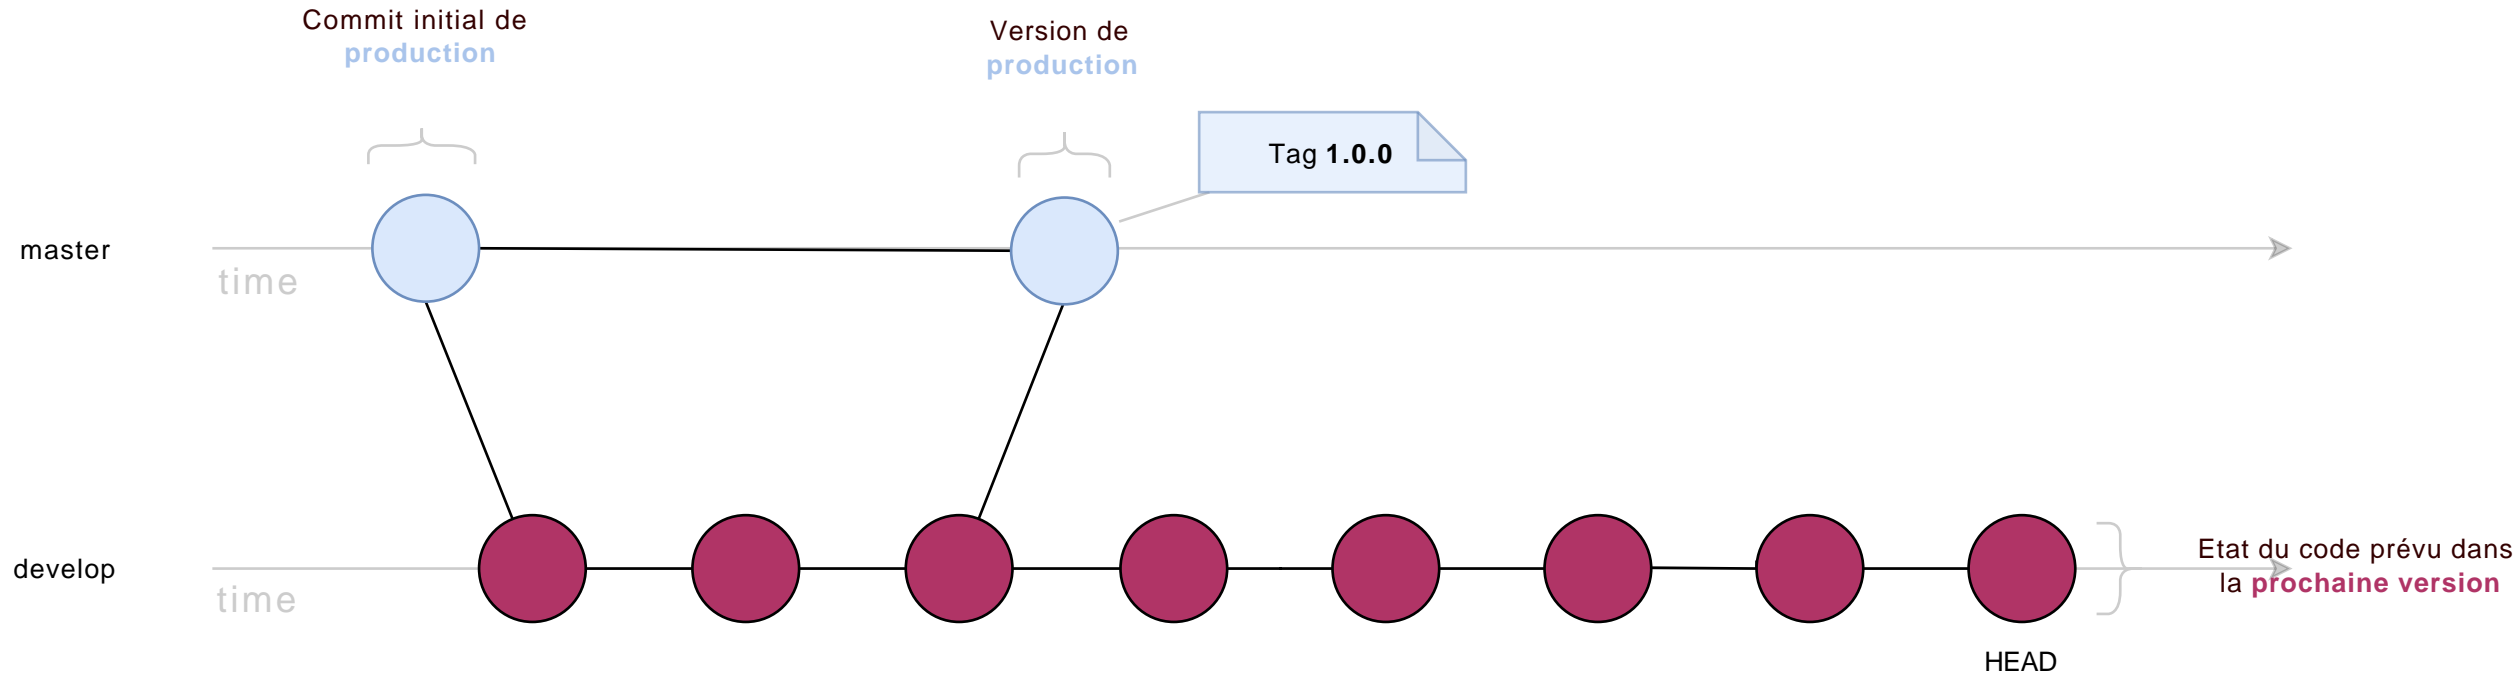 Commit initial de
production
Version de
production
Tag 1.0.0
master
time
develop
time
Etat du code prévu dans
la prochaine version
HEAD